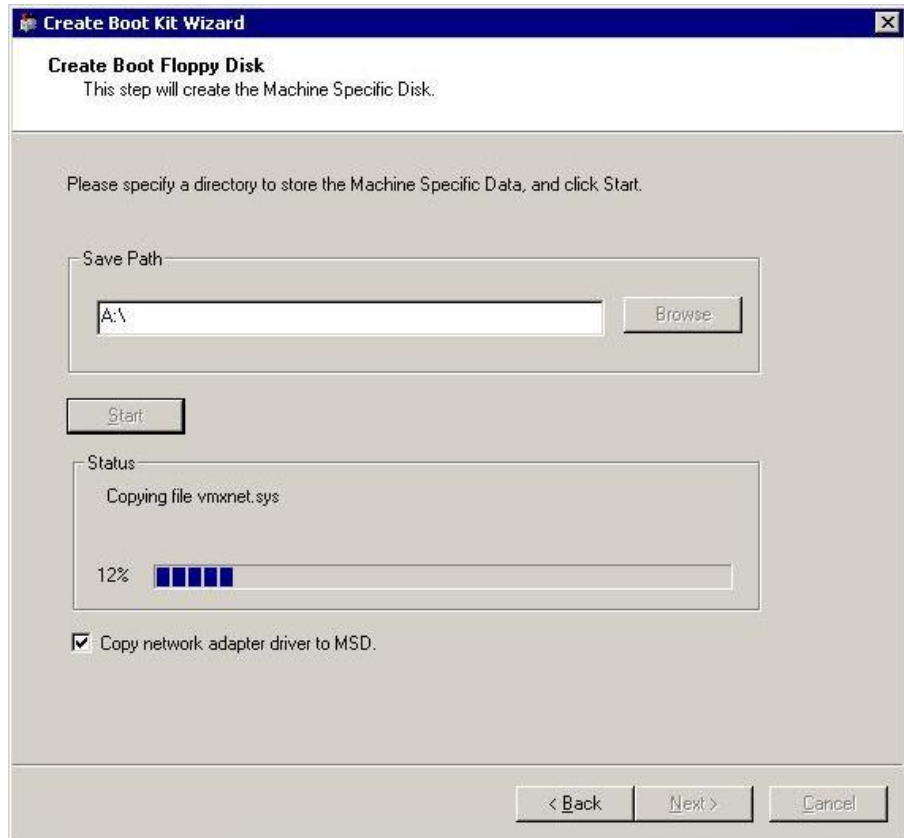 Create Boot Kit Wizard
Create Boot Floppy Disk
This step will create the Machine Specific Disk.
Please specify a directory to store the Machine Specific Data, and click Start.
Save Path
A:\
Browse
Start
Status
Copying file vmxnet.sys
12%
Copy network adapter driver to MSD.
< Back
Next >
Cancel